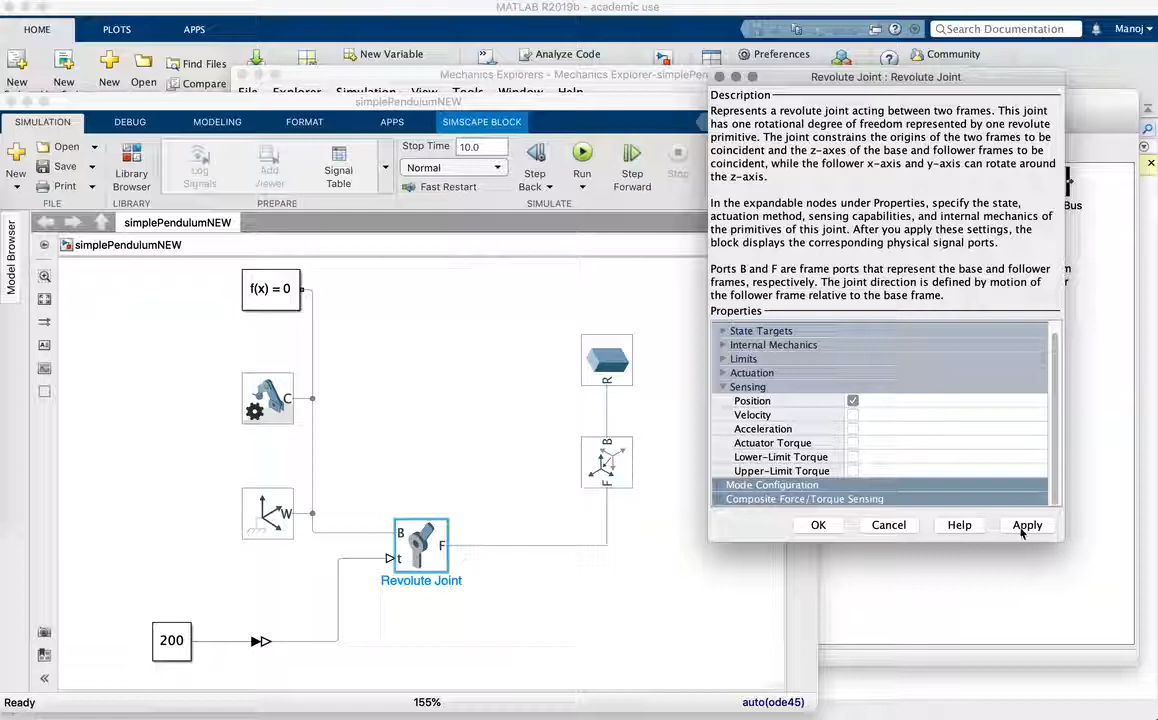 MATLAB R2019b - academic use
HOME
PLOTS
APPS
Search Documentation
Manoj
New
New
New
Open
Find Files
Compare
New Variable
Analyze Code
Preferences
Community
Mechanics Explorers - Mechanics Explorer-simplePen
File Explorer Simulation View Tools Window Help
simplePendulumNEW
SIMULATION
DEBUG
MODELING
FORMAT
APPS
SIMSCAPE BLOCK
New
Open
Save
Print
FILE
Library
Browser
LIBRARY
Log
Signals
Add
Viewer
Signal
Table
PREPARE
Stop Time 10.0
Normal
Fast Restart
Step
Back
Run
Step
Forward
Stop
SIMULATE
simplePendulumNEW
Model Browser
simplePendulumNEW
f(x) = 0
C
W
B
F
t
Revolute Joint
200
R
B
F
Ready
155%
auto(ode45)
Bus
Revolute Joint : Revolute Joint
Description
Represents a revolute joint acting between two frames. This joint
has one rotational degree of freedom represented by one revolute
primitive. The joint constrains the origins of the two frames to be
coincident and the z-axes of the base and follower frames to be
coincident, while the follower x-axis and y-axis can rotate around
the z-axis.
In the expandable nodes under Properties, specify the state,
actuation method, sensing capabilities, and internal mechanics of
the primitives of this joint. After you apply these settings, the
block displays the corresponding physical signal ports.
Ports B and F are frame ports that represent the base and follower
frames, respectively. The joint direction is defined by motion of
the follower frame relative to the base frame.
Properties
State Targets
Internal Mechanics
Limits
Actuation
Sensing
Position
Velocity
Acceleration
Actuator Torque
Lower-Limit Torque
Upper-Limit Torque
Mode Configuration
Composite Force/Torque Sensing
OK
Cancel
Help
Apply